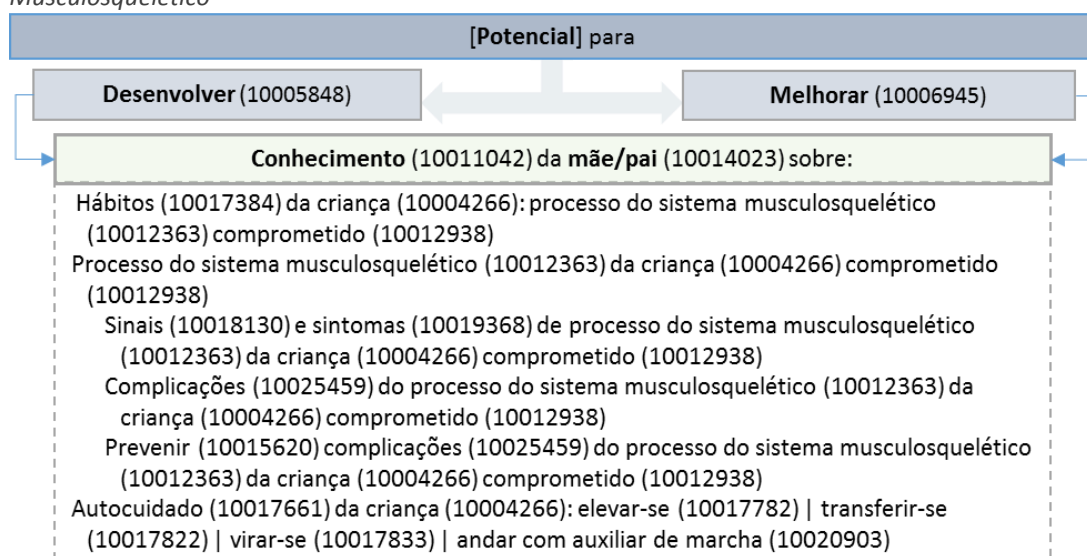 Musculosquelético
[Potencial] para
Desenvolver (10005848)
Melhorar (10006945)
Conhecimento (10011042) da mãe/pai (10014023) sobre:
Hábitos (10017384) da criança (10004266): processo do sistema musculosquelético
(10012363) comprometido (10012938)
Processo do sistema musculosquelético (10012363) da criança (10004266) comprometido
(10012938)
Sinais (10018130) e sintomas (10019368) de processo do sistema musculosquelético
(10012363) da criança (10004266) comprometido (10012938)
Complicações (10025459) do processo do sistema musculosquelético (10012363) da
criança (10004266) comprometido (10012938)
Prevenir (10015620) complicações (10025459) do processo do sistema musculosquelético
(10012363) da criança (10004266) comprometido (10012938)
Autocuidado (10017661) da criança (10004266): elevar-se (10017782) | transferir-se
(10017822) | virar-se (10017833) | andar com auxiliar de marcha (10020903)